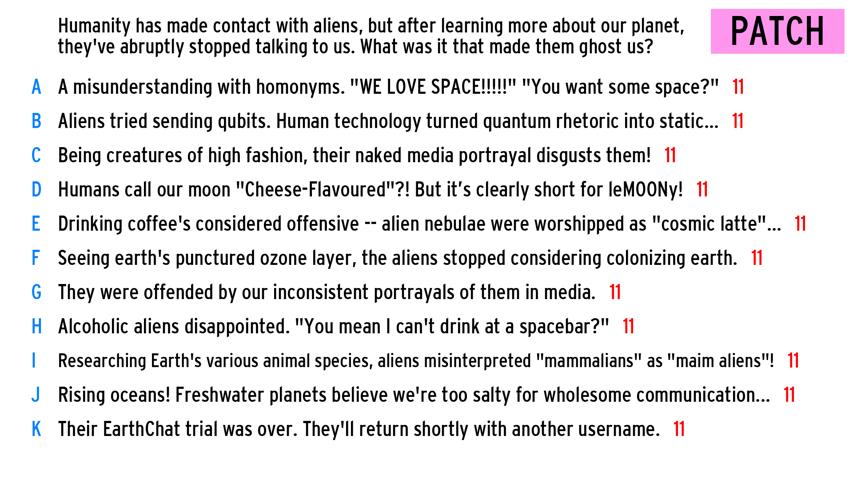 Humanity has made contact with aliens, but after learning more about our planet,
they've abruptly stopped talking to us. What was it that made them ghost us?
PATCH
A A misunderstanding with homonyms. "WE LOVE SPACE!!!!!" "You want some space?" 11
B Aliens tried sending qubits. Human technology turned quantum rhetoric into static... 11
C Being creatures of high fashion, their naked media portrayal disgusts them! 11
D Humans call our moon "Cheese-Flavoured"?! But it's clearly short for leMOONy! 11
E Drinking coffee's considered offensive -- alien nebulae were worshipped as "cosmic latte"... 11
F Seeing earth's punctured ozone layer, the aliens stopped considering colonizing earth. 11
G They were offended by our inconsistent portrayals of them in media. 11
H Alcoholic aliens disappointed. "You mean I can't drink at a spacebar?" 11
I Researching Earth's various animal species, aliens misinterpreted "mammalians" as "maim aliens"! 11
J Rising oceans! Freshwater planets believe we're too salty for wholesome communication... 11
K Their EarthChat trial was over. They'll return shortly with another username. 11